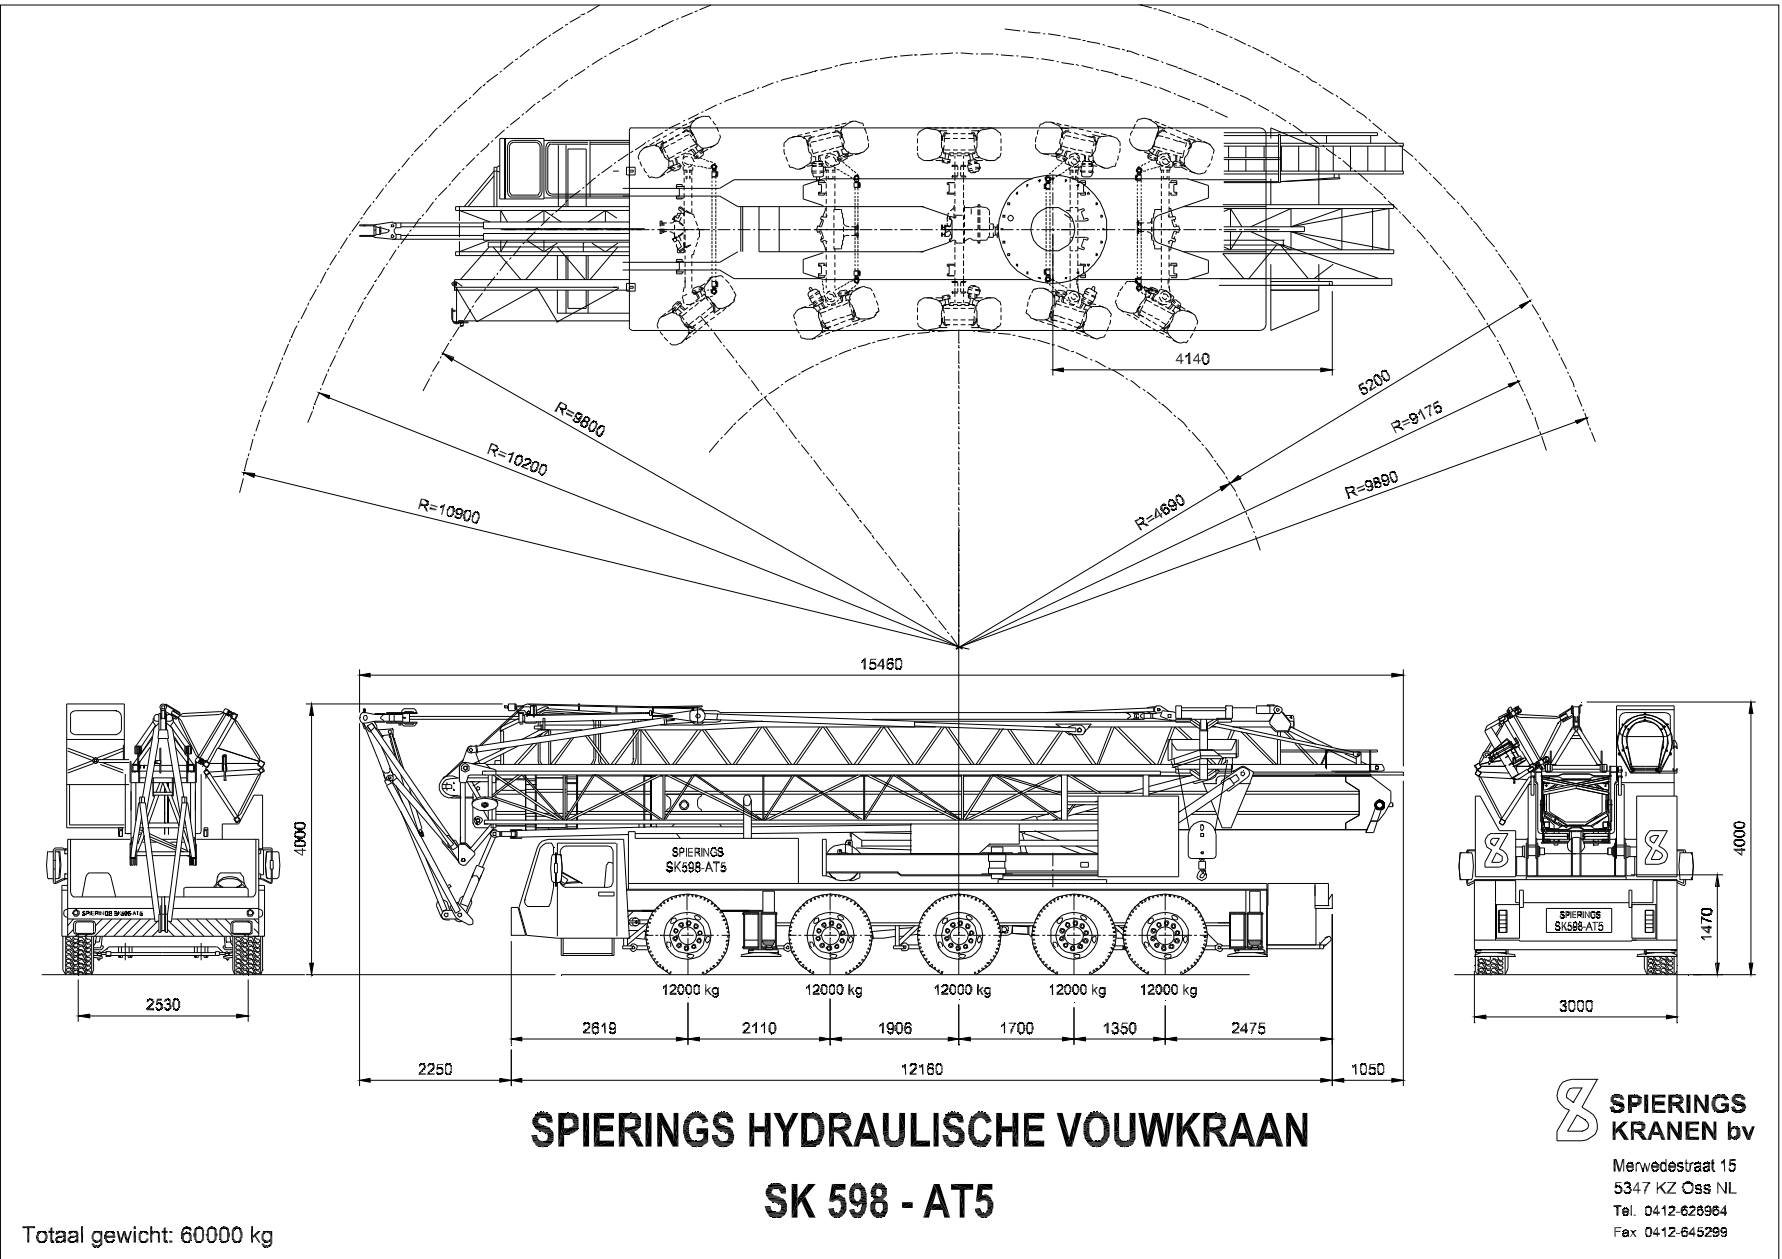 4140
5200
R=9800
R=9175
R=10200
R=9890
R=10900
R=4690
15460
4000
4000
SPIERINGS
SK598-AT5
SPIERINGS SK598-AT5
SPIERINGS
SK598-AT5
1470
2530
12000 kg 12000 kg 12000 kg 12000 kg 12000 kg
3000
2619 2110 1906 1700 1350 2475
2250 12160 1050
SPIERINGS HYDRAULISCHE VOUWKRAAN
SK 598 - AT5
SPIERINGS
KRANEN bv
Merwedestraat 15
5347 KZ Oss NL
Tel. 0412-626964
Fax 0412-645299
Totaal gewicht: 60000 kg